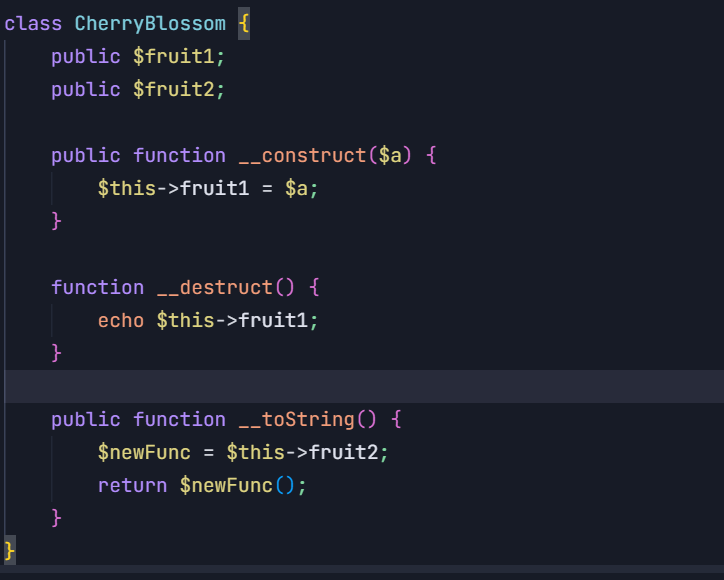 class CherryBlossom {
    public $fruit1;
    public $fruit2;

    public function __construct($a) {
        $this->fruit1 = $a;
    }

    function __destruct() {
        echo $this->fruit1;
    }

    public function __toString() {
        $newFunc = $this->fruit2;
        return $newFunc();
    }
}